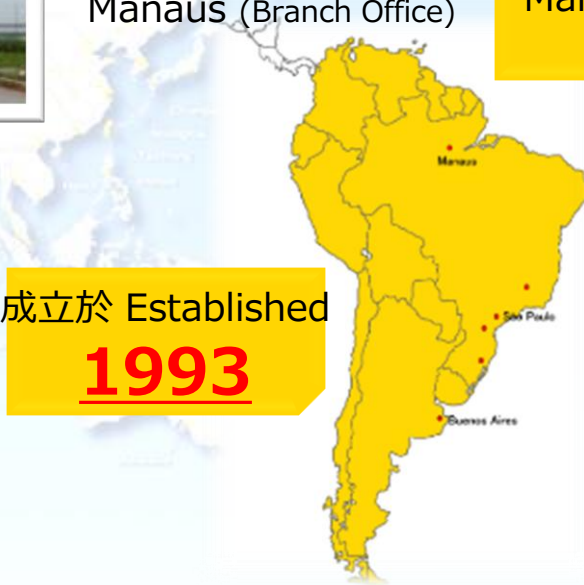 Manaus (Branch Office)
Manaus
成立於 Established
1993
São Paulo
Buenos Aires